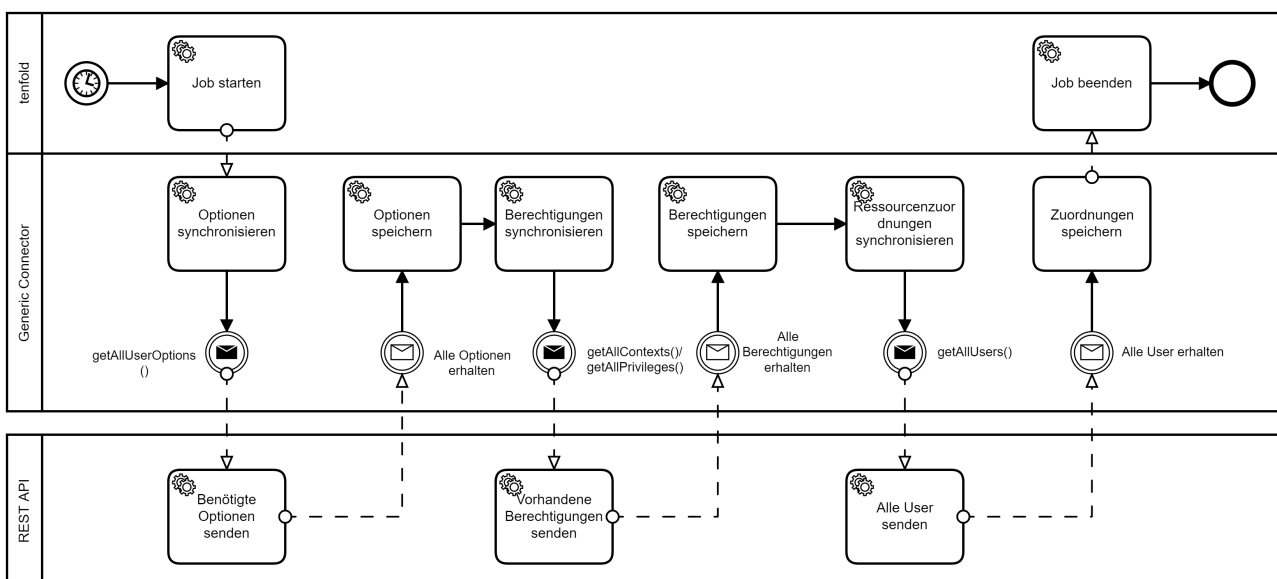 tenfold
Job starten
Job beenden
Generic Connector
Optionen
synchronisieren
Optionen
speichern
Berechtigungen
synchronisieren
Berechtigungen
speichern
Ressourcenzuor
dnungen
synchronisieren
Zuordnungen
speichern
getAllUserOptions
()
Alle Optionen
erhalten
getAllContexts()/
getAllPrivileges()
Alle
Berechtigungen
erhalten
getAllUsers()
Alle User erhalten
REST API
Benötigte
Optionen
senden
Vorhandene
Berechtigungen
senden
Alle User
senden